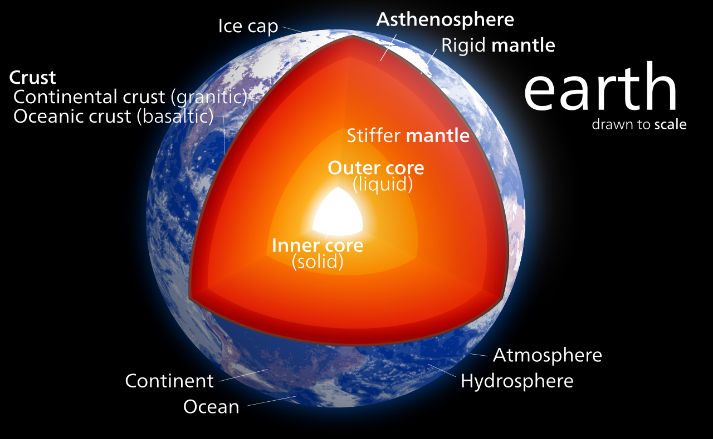 Ice cap
Asthenosphere
Rigid mantle
Crust
Continental crust (granitic)
Oceanic crust (basaltic)
earth
drawn to scale
Stiffer mantle
Outer core
(liquid)
Inner core
(solid)
Atmosphere
Continent
Hydrosphere
Ocean